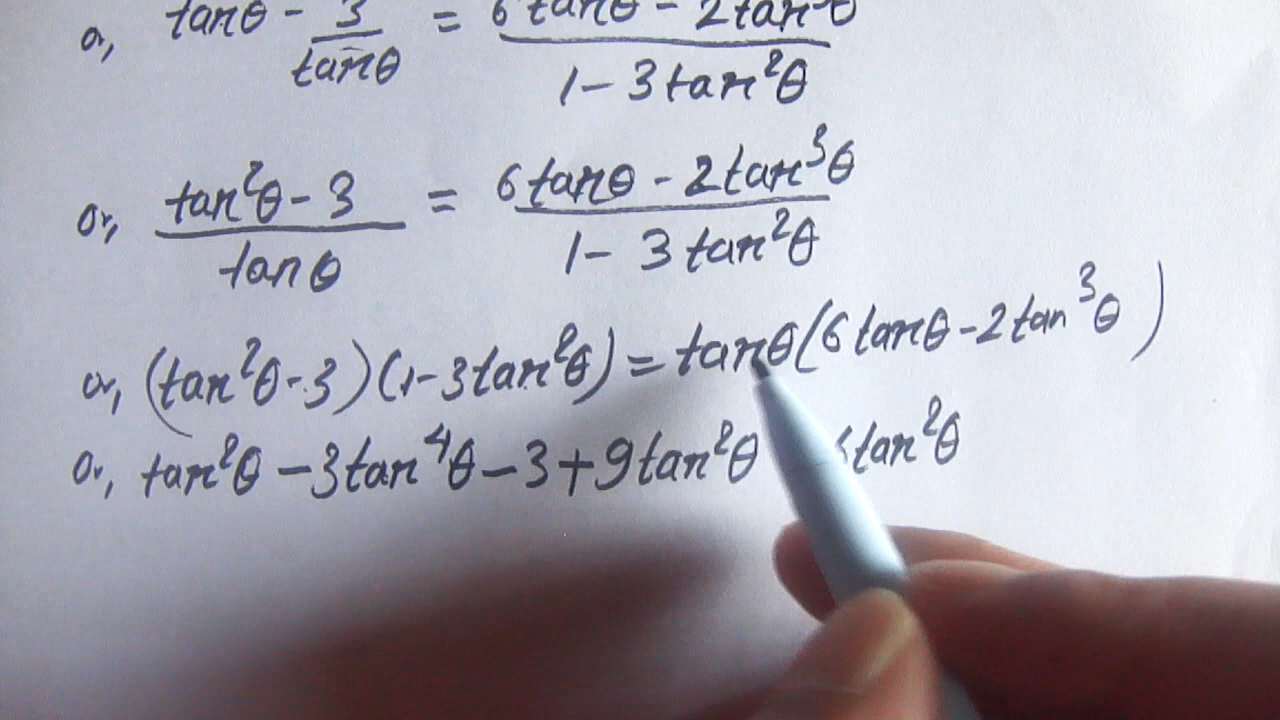 or, tanθ - 3/tanθ = (6tanθ - 2tan³θ)/(1 - 3tan²θ)
or, (tan²θ - 3)/tanθ = (6tanθ - 2tan³θ)/(1 - 3tan²θ)
or, (tan²θ - 3)(1 - 3tan²θ) = tanθ(6tanθ - 2tan³θ)
or, tan²θ - 3tan⁴θ - 3 + 9tan²θ tan²θ